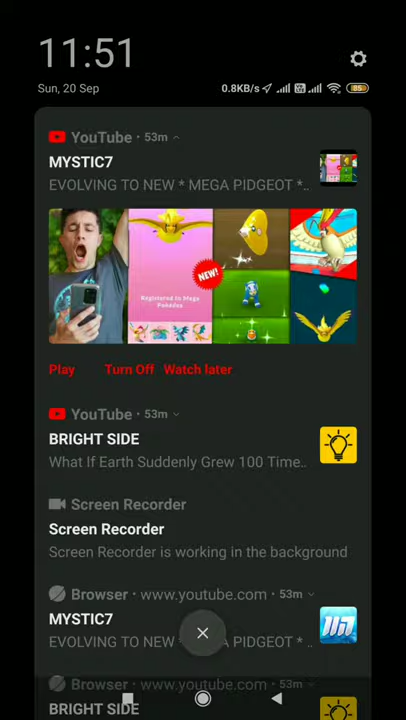 11:51
Sun, 20 Sep
0.8KB/s
85
YouTube • 53m
MYSTIC7
EVOLVING TO NEW * MEGA PIDGEOT *..
NEW!
Registered in Mega
Pokédex
Play Turn Off Watch later
YouTube • 53m
BRIGHT SIDE
What If Earth Suddenly Grew 100 Time..
Screen Recorder
Screen Recorder
Screen Recorder is working in the background
Browser • www.youtube.com • 53m
MYSTIC7
EVOLVING TO NEW * MEGA PIDGEOT * ..
Browser • www.youtube.com • 53m
BRIGHT SIDE